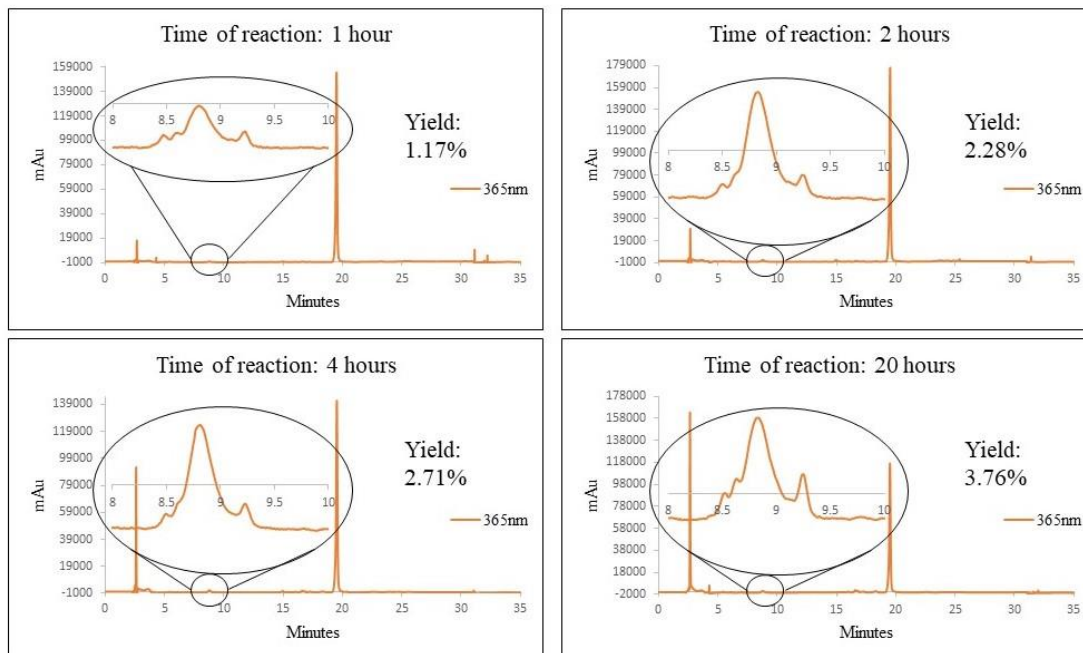 Time of reaction: 1 hour
159000
139000
119000
99000
79000
59000
39000
19000
-1000
mAu
8 8.5 9 9.5 10
Yield:
1.17%
365nm
0 5 10 15 20 25 30 35
Minutes
Time of reaction: 2 hours
179000
159000
139000
119000
99000
79000
59000
39000
19000
-1000
mAu
8 8.5 9 9.5 10
Yield:
2.28%
365nm
0 5 10 15 20 25 30 35
Minutes
Time of reaction: 4 hours
139000
119000
99000
79000
59000
39000
19000
-1000
mAu
8 8.5 9 9.5 10
Yield:
2.71%
365nm
0 5 10 15 20 25 30 35
Minutes
Time of reaction: 20 hours
178000
158000
138000
118000
98000
78000
58000
38000
18000
-2000
mAu
8 8.5 9 9.5 10
Yield:
3.76%
365nm
0 5 10 15 20 25 30 35
Minutes